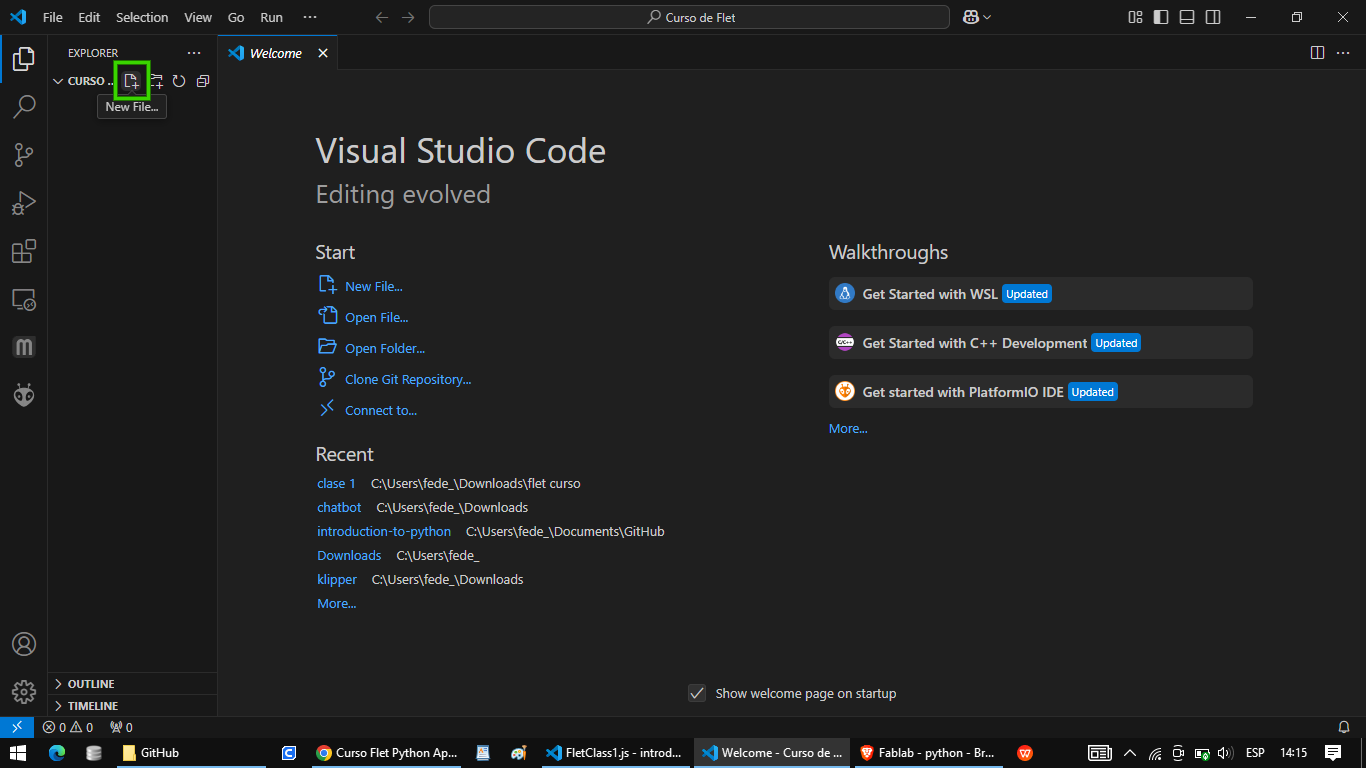 File Edit Selection View Go Run ···
Curso de Flet
EXPLORER ···
Welcome
CURSO ...
New File...
Visual Studio Code
Editing evolved
Start
New File...
Open File...
Open Folder...
Clone Git Repository...
Connect to...
Recent
clase 1 C:\Users\fede_\Downloads\flet curso
chatbot C:\Users\fede_\Downloads
introduction-to-python C:\Users\fede_\Documents\GitHub
Downloads C:\Users\fede_
klipper C:\Users\fede_\Downloads
More...
Walkthroughs
Get Started with WSL Updated
C/C++ Get Started with C++ Development Updated
Get started with PlatformIO IDE Updated
More...
Show welcome page on startup
OUTLINE
TIMELINE
0 0 0
GitHub
C
Curso Flet Python Ap...
FletClass1.js - introd...
Welcome - Curso de ...
Fablab - python - Br...
ESP 14:15